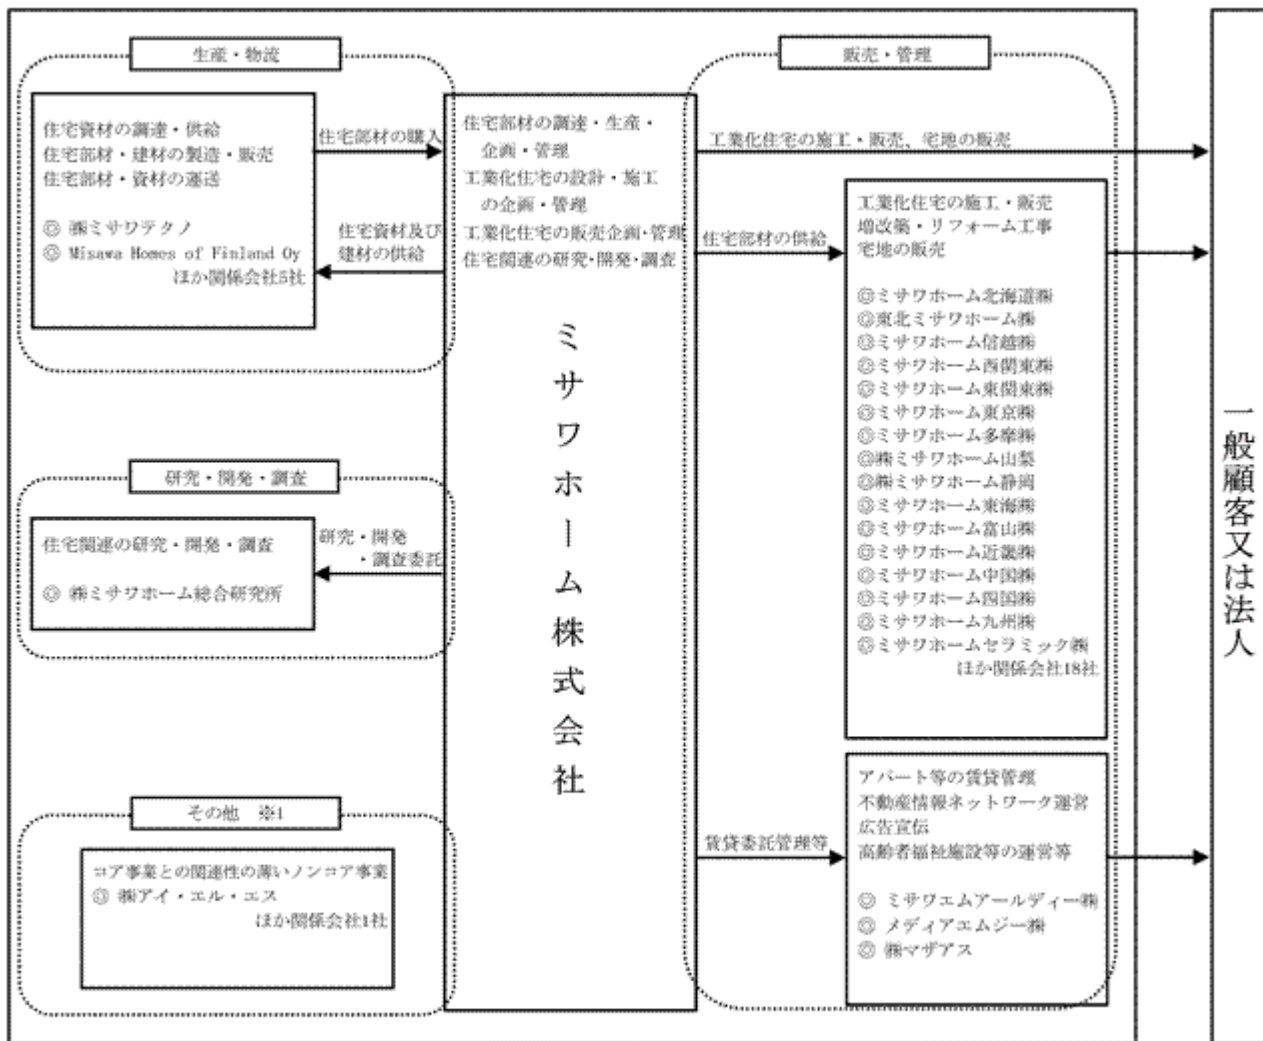 生産・物流
住宅資材の調達・供給
住宅部材・建材の製造・販売
住宅部材・資材の運送
◎ ㈱ミサワテクノ
◎ Misawa Homes of Finland Oy
ほか関係会社5社
住宅部材の購入
住宅資材及び
建材の供給
研究・開発・調査
住宅関連の研究・開発・調査
◎ ㈱ミサワホーム総合研究所
研究・開発
・調査委託
その他 ※1
コア事業との関連性の薄いノンコア事業
◎ ㈱アイ・エル・エス
ほか関係会社1社
住宅部材の調達・生産・
企画・管理
工業化住宅の設計・施工
の企画・管理
工業化住宅の販売企画・管理
住宅関連の研究・開発・調査
ミサワホーム株式会社
販売・管理
工業化住宅の施工・販売、宅地の販売
住宅部材の供給
工業化住宅の施工・販売
増改築・リフォーム工事
宅地の販売
◎ミサワホーム北海道㈱
◎東北ミサワホーム㈱
◎ミサワホーム信越㈱
◎ミサワホーム西関東㈱
◎ミサワホーム東関東㈱
◎ミサワホーム東京㈱
◎ミサワホーム多摩㈱
◎㈱ミサワホーム山梨
◎㈱ミサワホーム静岡
◎ミサワホーム東海㈱
◎ミサワホーム富山㈱
◎ミサワホーム近畿㈱
◎ミサワホーム中国㈱
◎ミサワホーム四国㈱
◎ミサワホーム九州㈱
◎ミサワホームセラミック㈱
ほか関係会社18社
賃貸委託管理等
アパート等の賃貸管理
不動産情報ネットワーク運営
広告宣伝
高齢者福祉施設等の運営等
◎ ミサワエムアールディー㈱
◎ メディアエムジー㈱
◎ ㈱マザアス
一般顧客又は法人